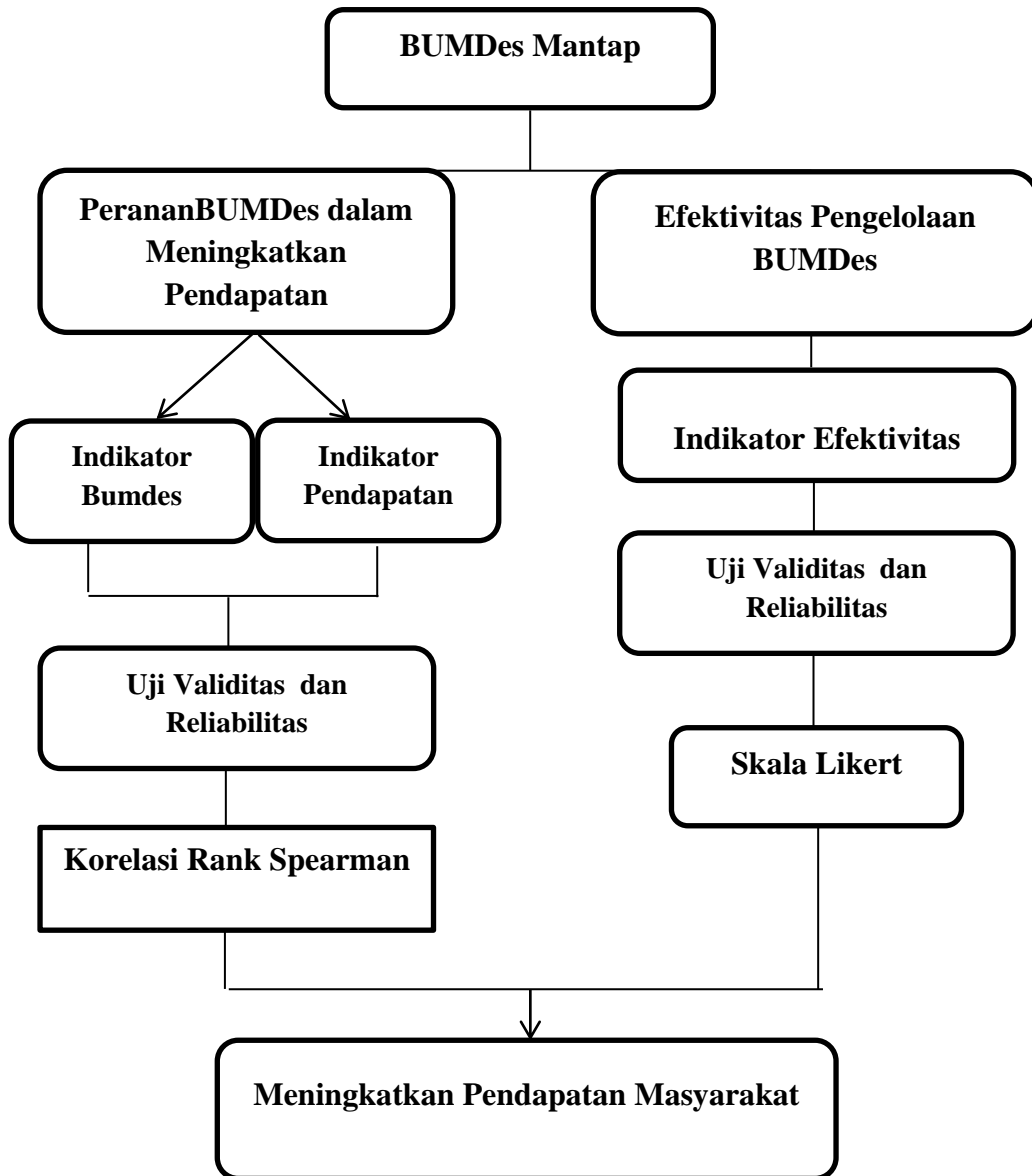 BUMDes Mantap
PerananBUMDes dalam
Meningkatkan
Pendapatan
Efektivitas Pengelolaan
BUMDes
Indikator
Bumdes
Indikator
Pendapatan
Indikator Efektivitas
Uji Validitas  dan
Reliabilitas
Uji Validitas  dan
Reliabilitas
Skala Likert
Korelasi Rank Spearman
Meningkatkan Pendapatan Masyarakat